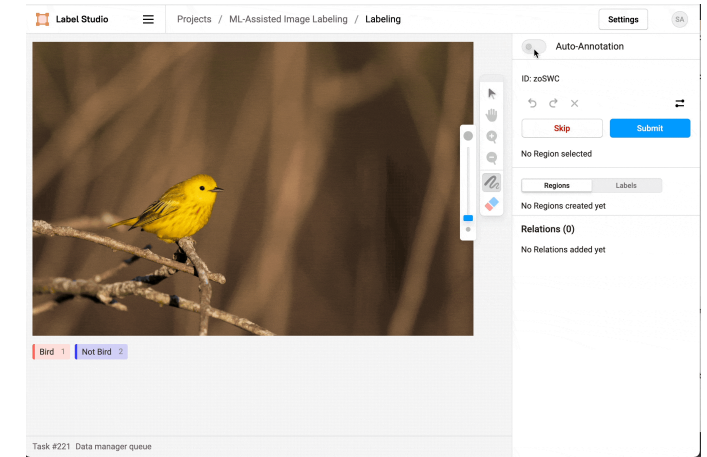 Label Studio
Projects / ML-Assisted Image Labeling / Labeling
Settings
SA
Auto-Annotation
ID: zoSWC
Skip
Submit
No Region selected
Regions
Labels
No Regions created yet
Relations (0)
No Relations added yet
Bird 1
Not Bird 2
Task #221 Data manager queue